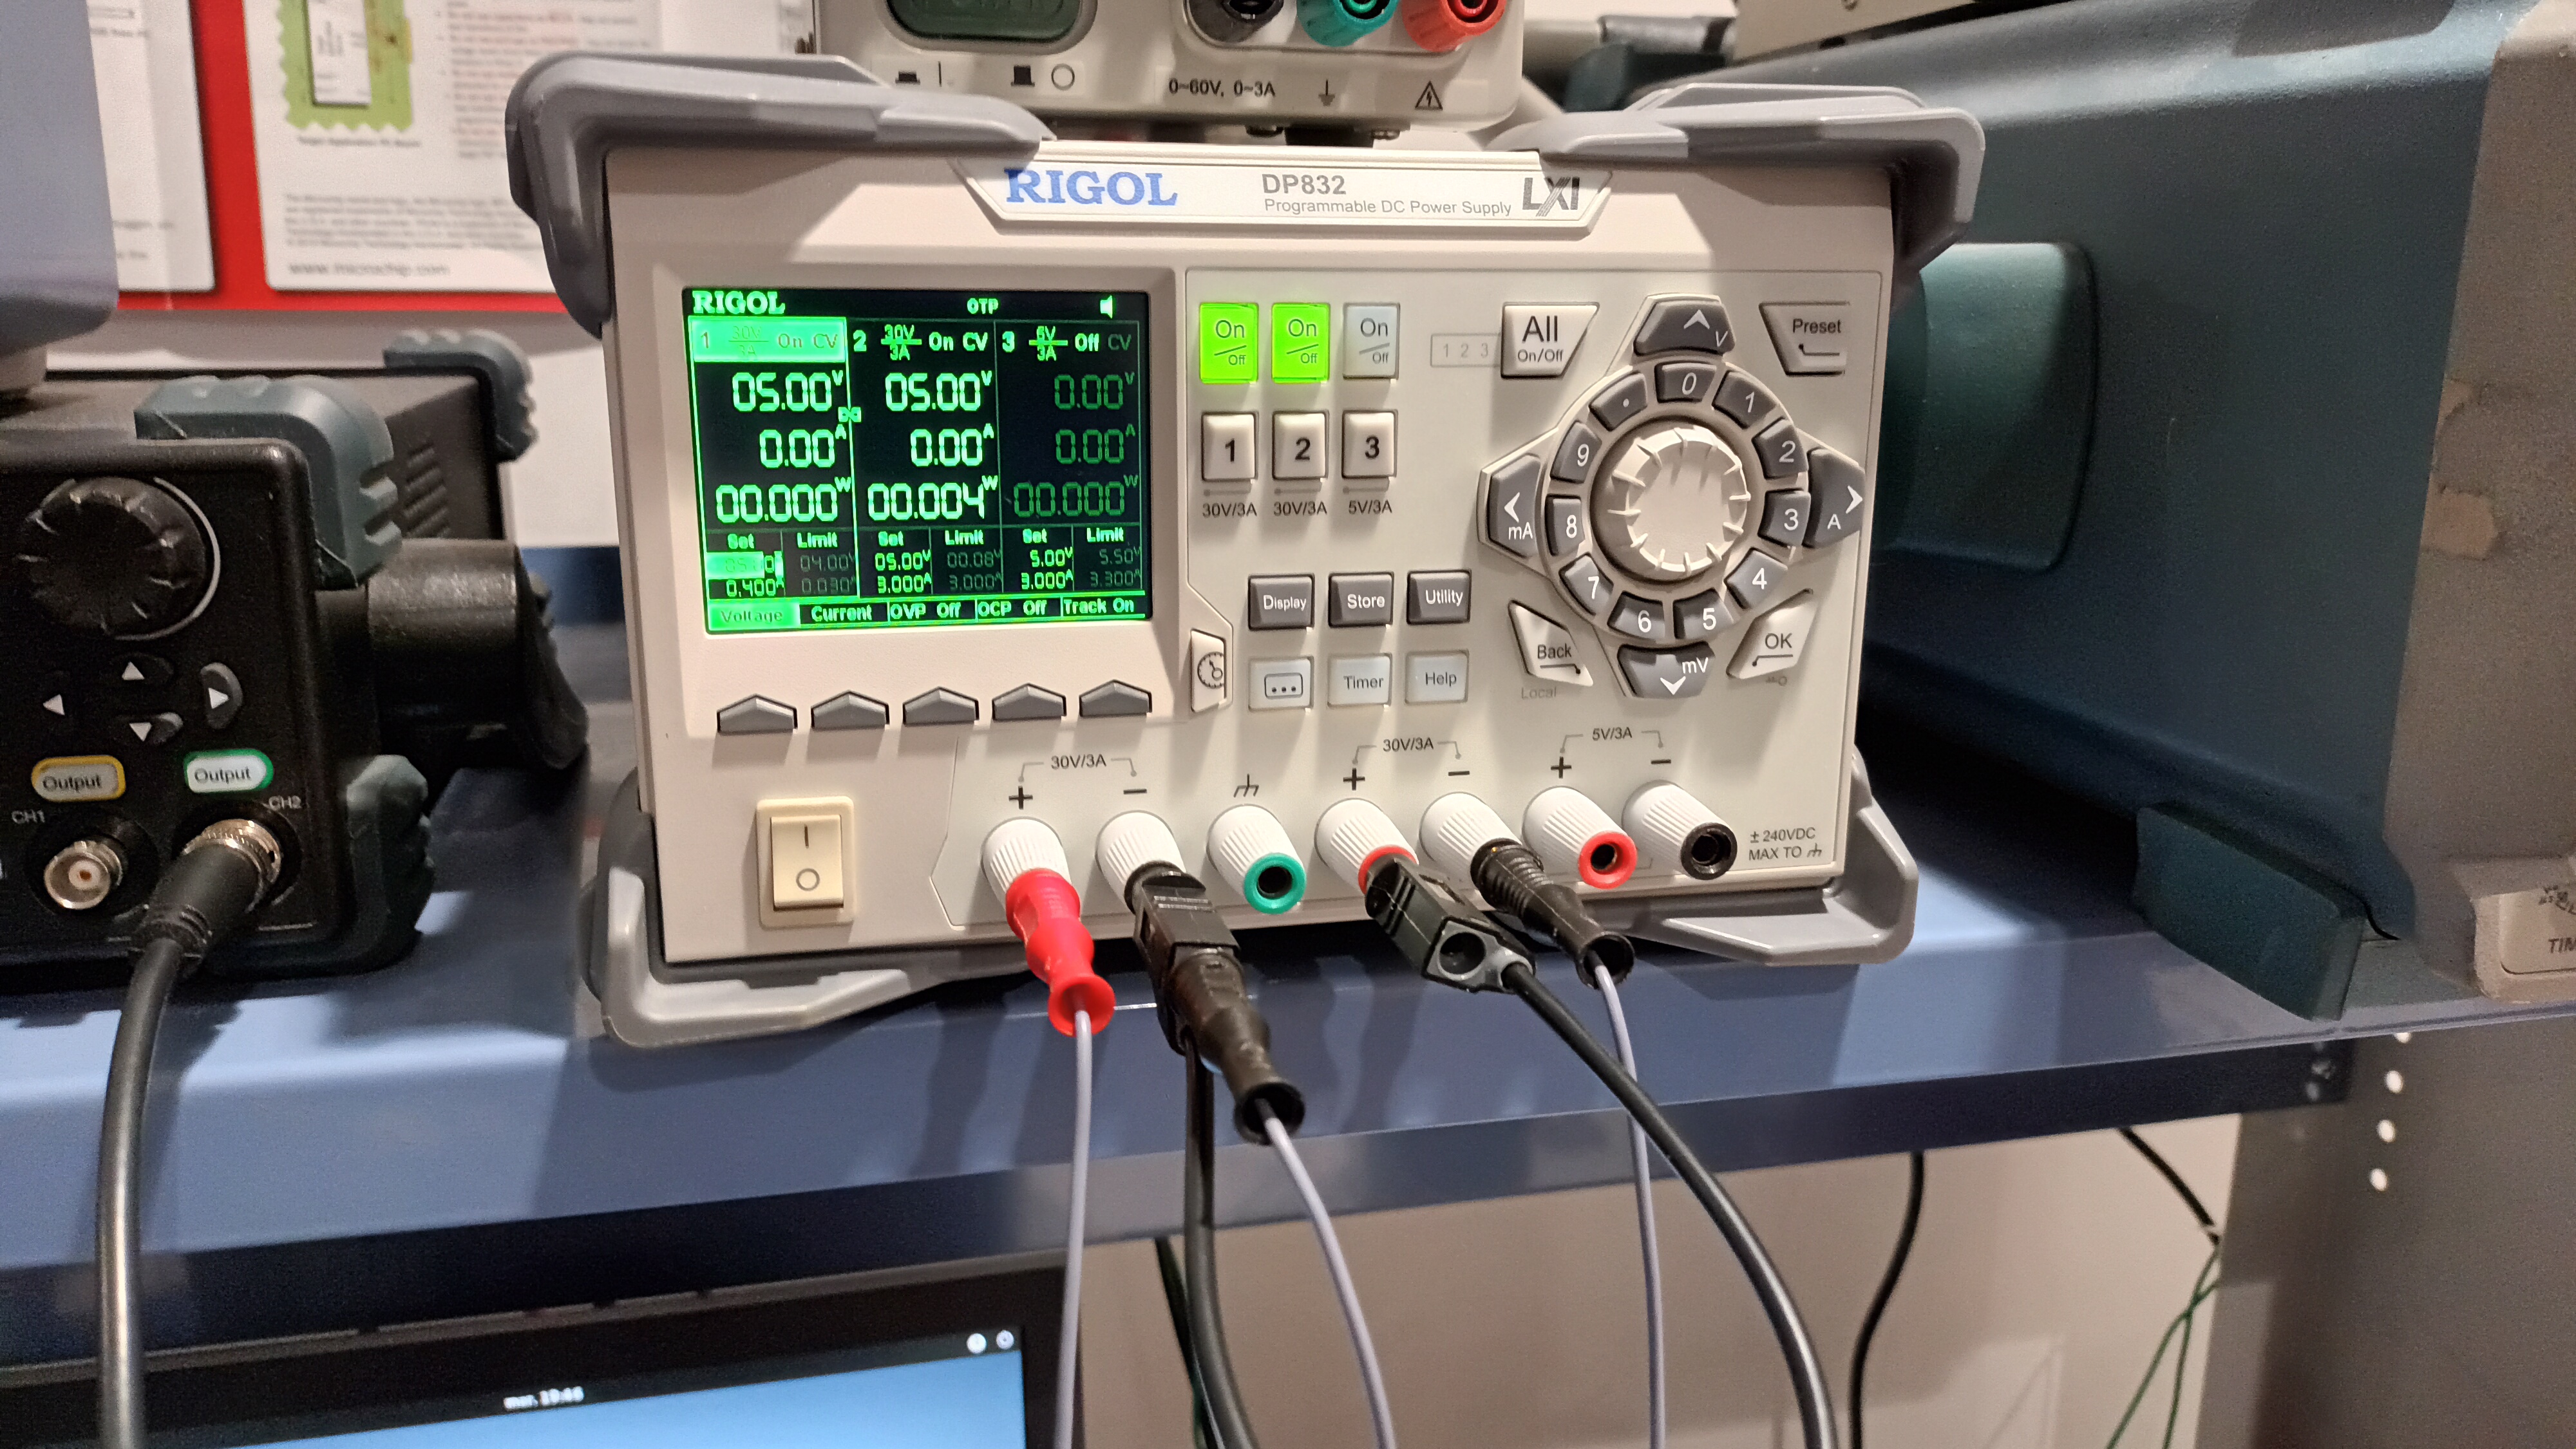 0~60V, 0~3A
RIGOL DP832 LXI
Programmable DC Power Supply
www.microchip.com
RIGOL OTP
1 30V/3A On CV 2 30V/3A On CV 3 5V/3A Off CV
05.00V 05.00V 0.00V
0.00A 0.00A 0.00A
00.000W 00.004W 00.000W
Set Limit Set Limit Set Limit
04.00V 05.00V 00.08V 5.00V 5.50V
0.400A 0.030A 3.000A 3.000A 3.000A 3.300A
Voltage Current OVP Off OCP Off Track On
On/Off On/Off On/Off
1 2 3
All
On/Off
Preset
1 2 3
30V/3A 30V/3A 5V/3A
V
mA
A
mV
. 0 1 2 3 4 5 6 7 8 9
Display Store Utility
Timer Help
Back
Local
OK
30V/3A 30V/3A 5V/3A
+ − + − + −
± 240VDC
MAX TO
Output Output
CH1 CH2
TIM
mar. 19:46